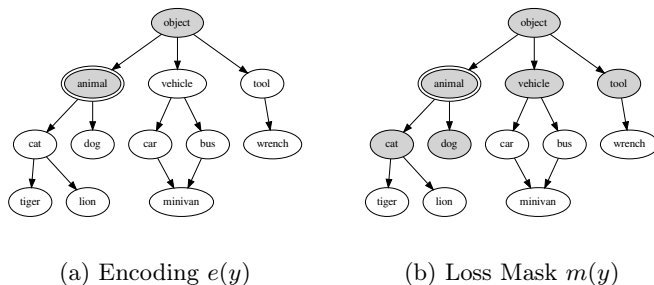 object
animal
vehicle
tool
cat
dog
car
bus
wrench
tiger
lion
minivan
(a) Encoding e(y)
object
animal
vehicle
tool
cat
dog
car
bus
wrench
tiger
lion
minivan
(b) Loss Mask m(y)